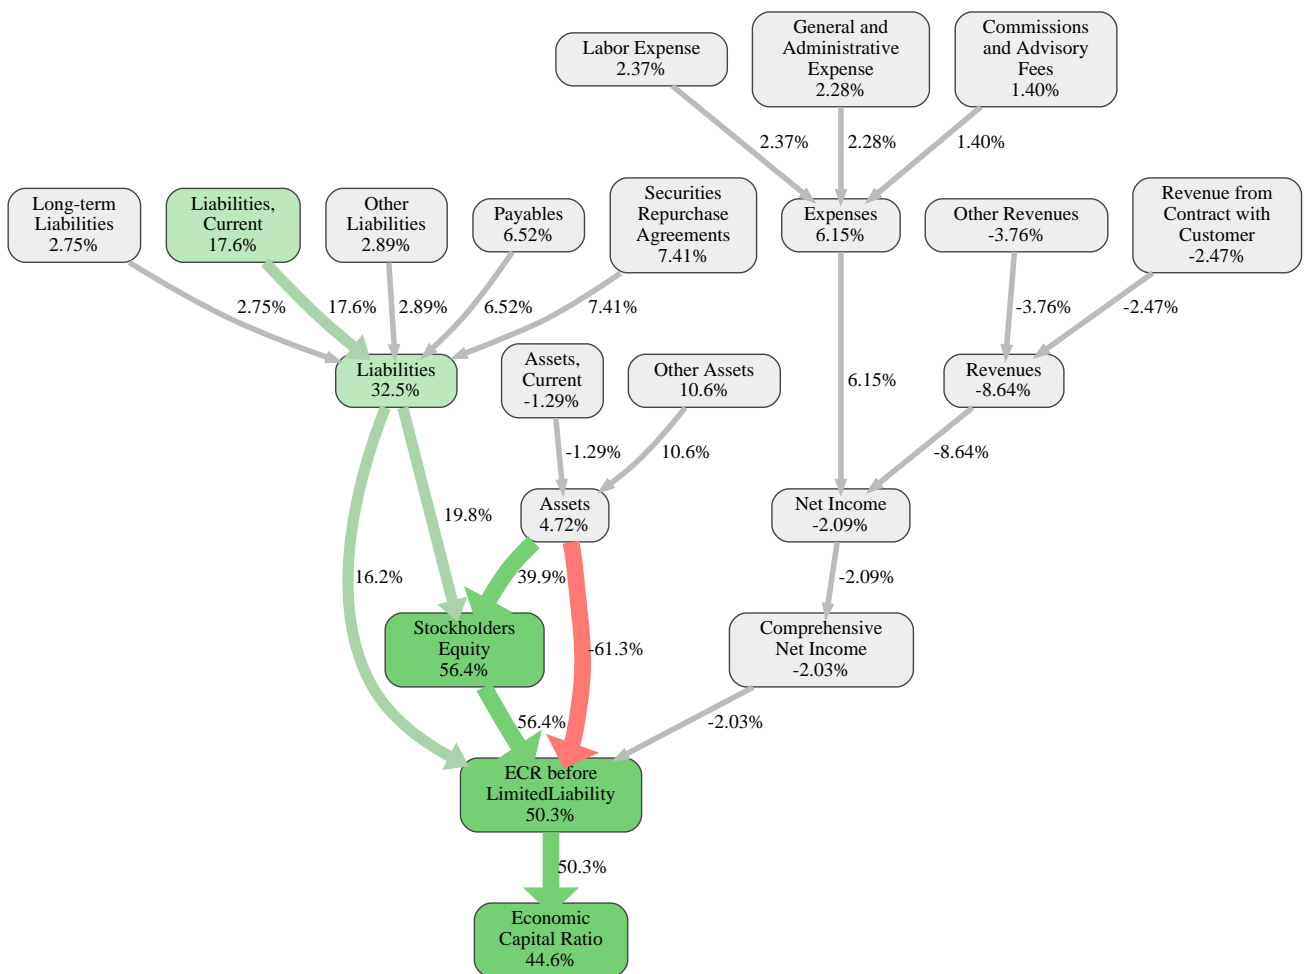 Labor Expense
2.37%
General and
Administrative
Expense
2.28%
Commissions
and Advisory
Fees
1.40%
2.37%
2.28%
1.40%
Long-term
Liabilities
2.75%
Liabilities,
Current
17.6%
Other
Liabilities
2.89%
Payables
6.52%
Securities
Repurchase
Agreements
7.41%
Expenses
6.15%
Other Revenues
-3.76%
Revenue from
Contract with
Customer
-2.47%
2.75%
17.6%
2.89%
6.52%
7.41%
-3.76%
-2.47%
Liabilities
32.5%
Assets,
Current
-1.29%
Other Assets
10.6%
6.15%
Revenues
-8.64%
-1.29%
10.6%
-8.64%
19.8%
Assets
4.72%
Net Income
-2.09%
16.2%
39.9%
-2.09%
Stockholders
Equity
56.4%
-61.3%
Comprehensive
Net Income
-2.03%
56.4%
-2.03%
ECR before
LimitedLiability
50.3%
50.3%
Economic
Capital Ratio
44.6%